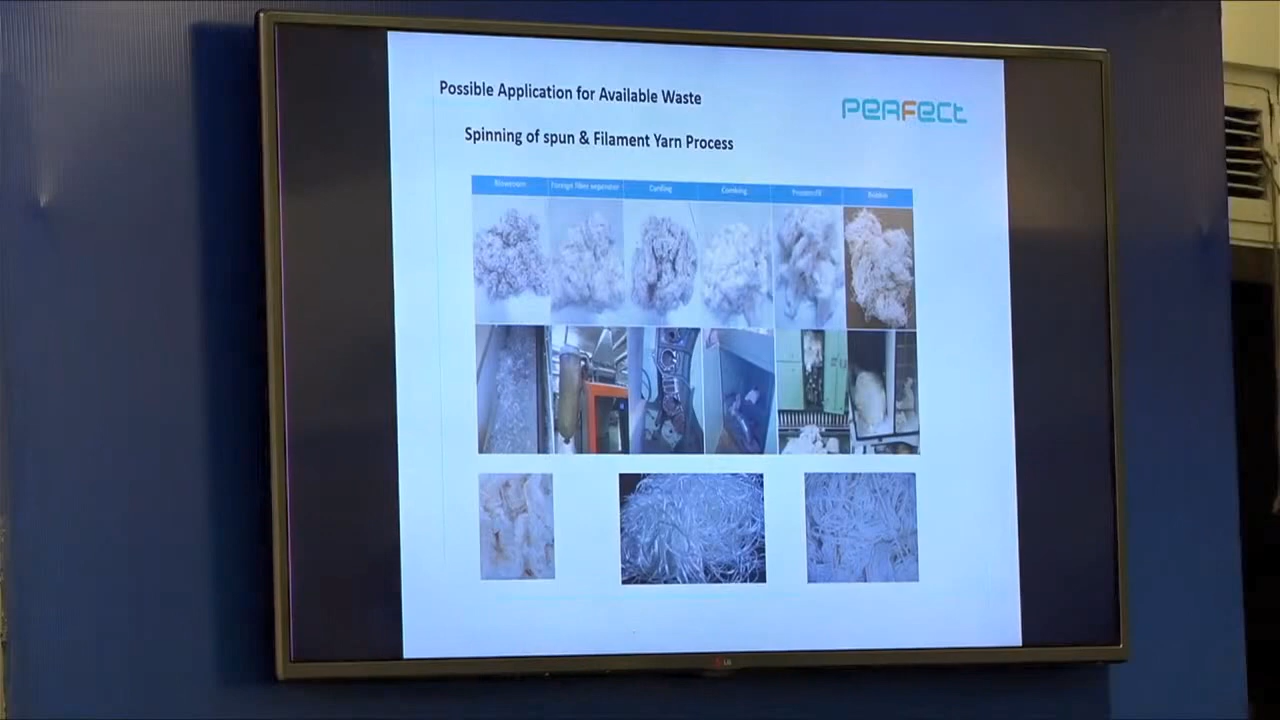 Possible Application for Available Waste
PERFECT
Spinning of spun & Filament Yarn Process
Blowroom Foreign fiber separator Carding Combing
LG